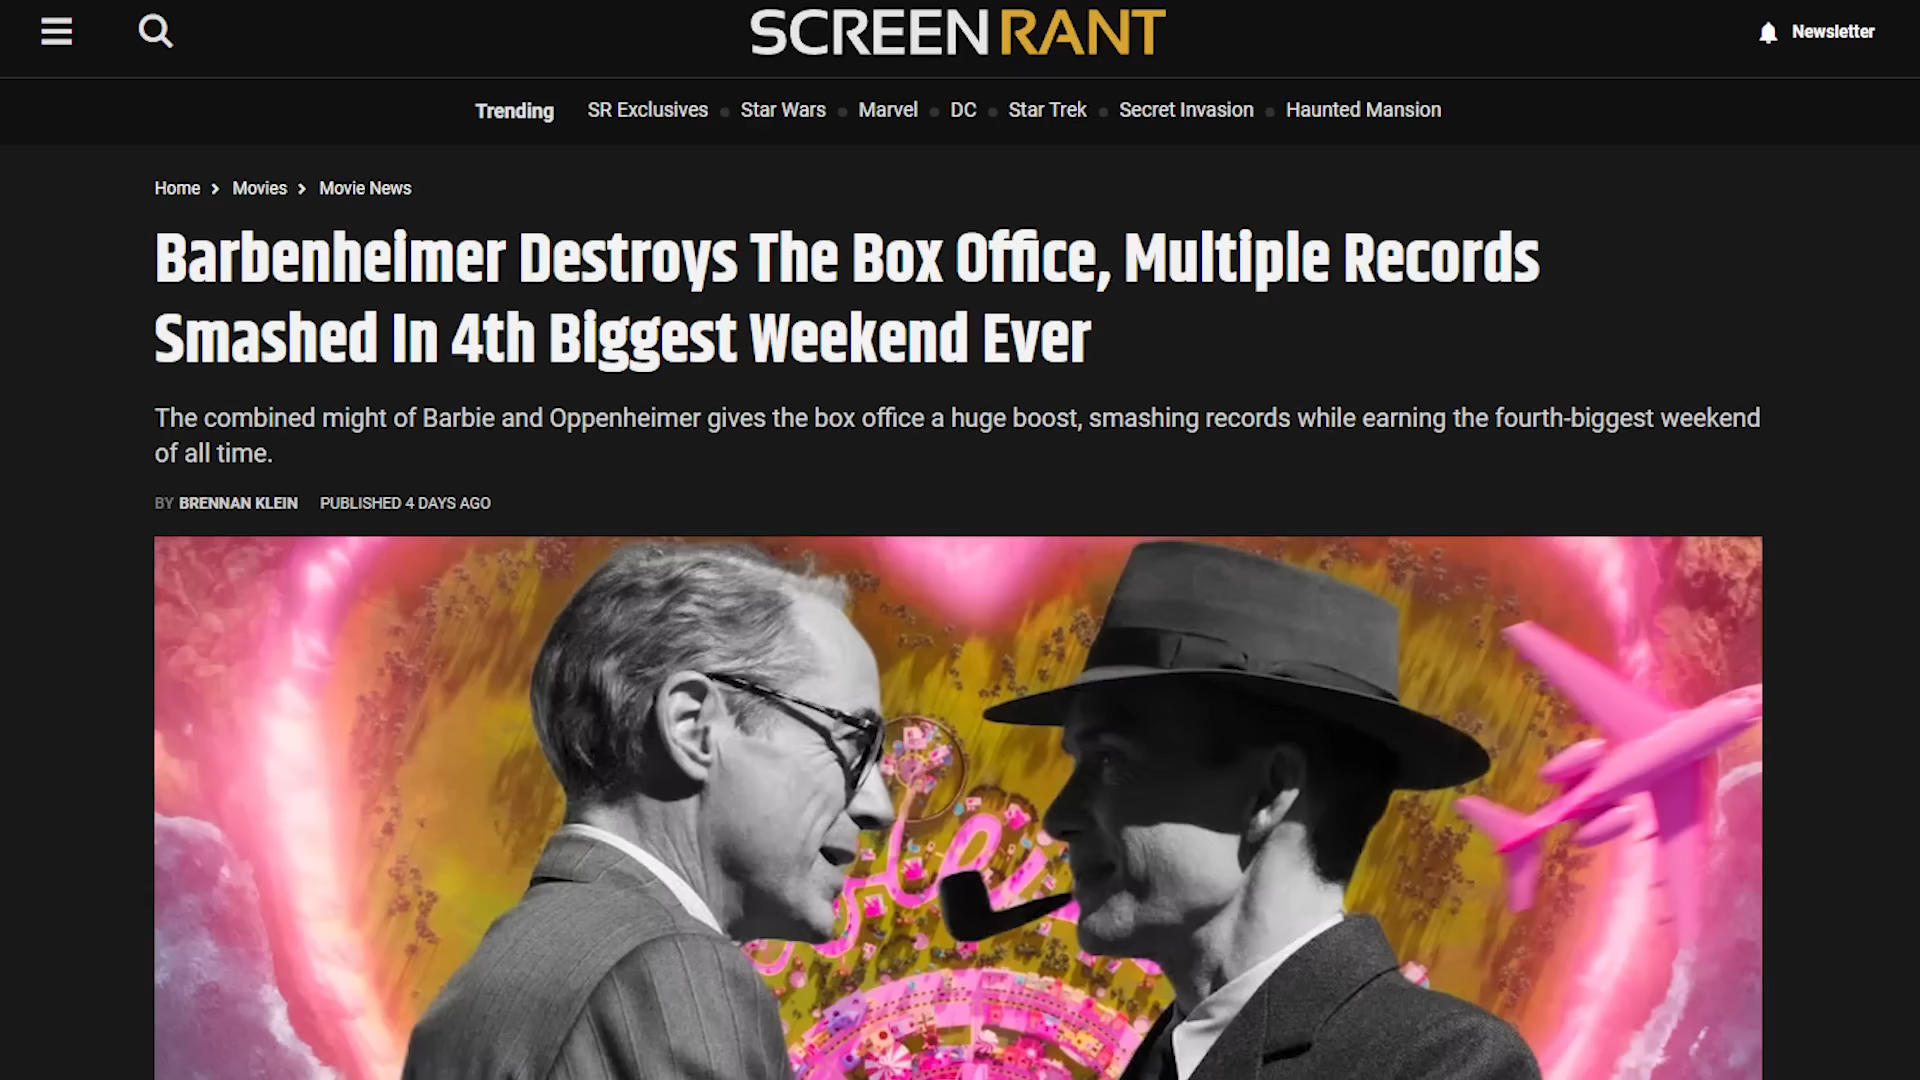 SCREENRANT
Newsletter
Trending SR Exclusives Star Wars Marvel DC Star Trek Secret Invasion Haunted Mansion
Home > Movies > Movie News
Barbenheimer Destroys The Box Office, Multiple Records
Smashed In 4th Biggest Weekend Ever
The combined might of Barbie and Oppenheimer gives the box office a huge boost, smashing records while earning the fourth-biggest weekend
of all time.
BY BRENNAN KLEIN PUBLISHED 4 DAYS AGO